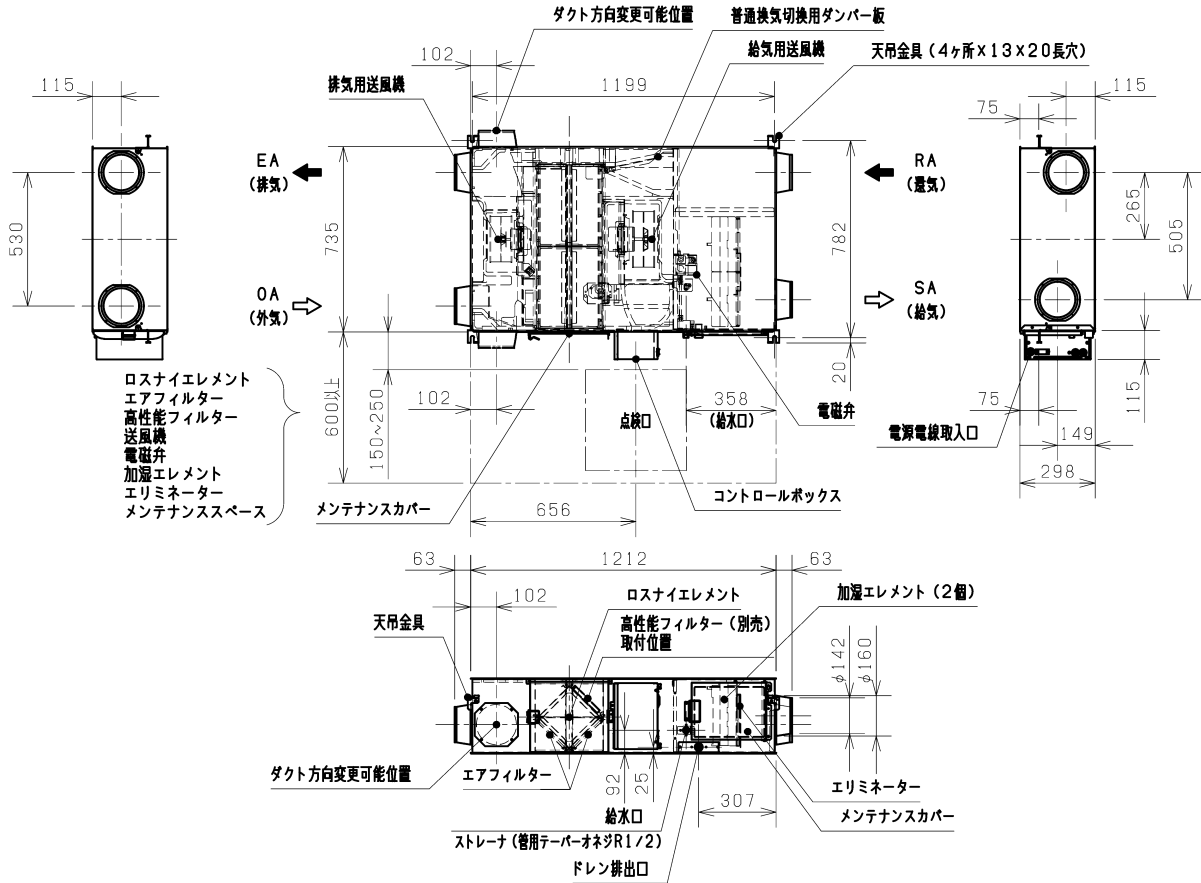 ダクト方向変更可能位置
普通換気切換用ダンパー板
給気用送風機
天吊金具(4ヶ所×13×20長穴)
排気用送風機
102
1199
115
75
115
EA
(排気)
RA
(還気)
530
735
782
265
505
OA
(外気)
SA
(給気)
ロスナイエレメント
エアフィルター
高性能フィルター
送風機
電磁弁
加湿エレメント
エリミネーター
メンテナンススペース
600以上
150~250
102
点検口
358
(給水口)
20
電磁弁
75
115
電源電線取入口
149
298
メンテナンスカバー
656
コントロールボックス
63
1212
63
102
ロスナイエレメント
加湿エレメント(2個)
天吊金具
高性能フィルター(別売)
取付位置
φ142
φ160
ダクト方向変更可能位置
エアフィルター
92
25
307
エリミネーター
メンテナンスカバー
給水口
ストレーナ(管用テーパーオネジR1/2)
ドレン排出口